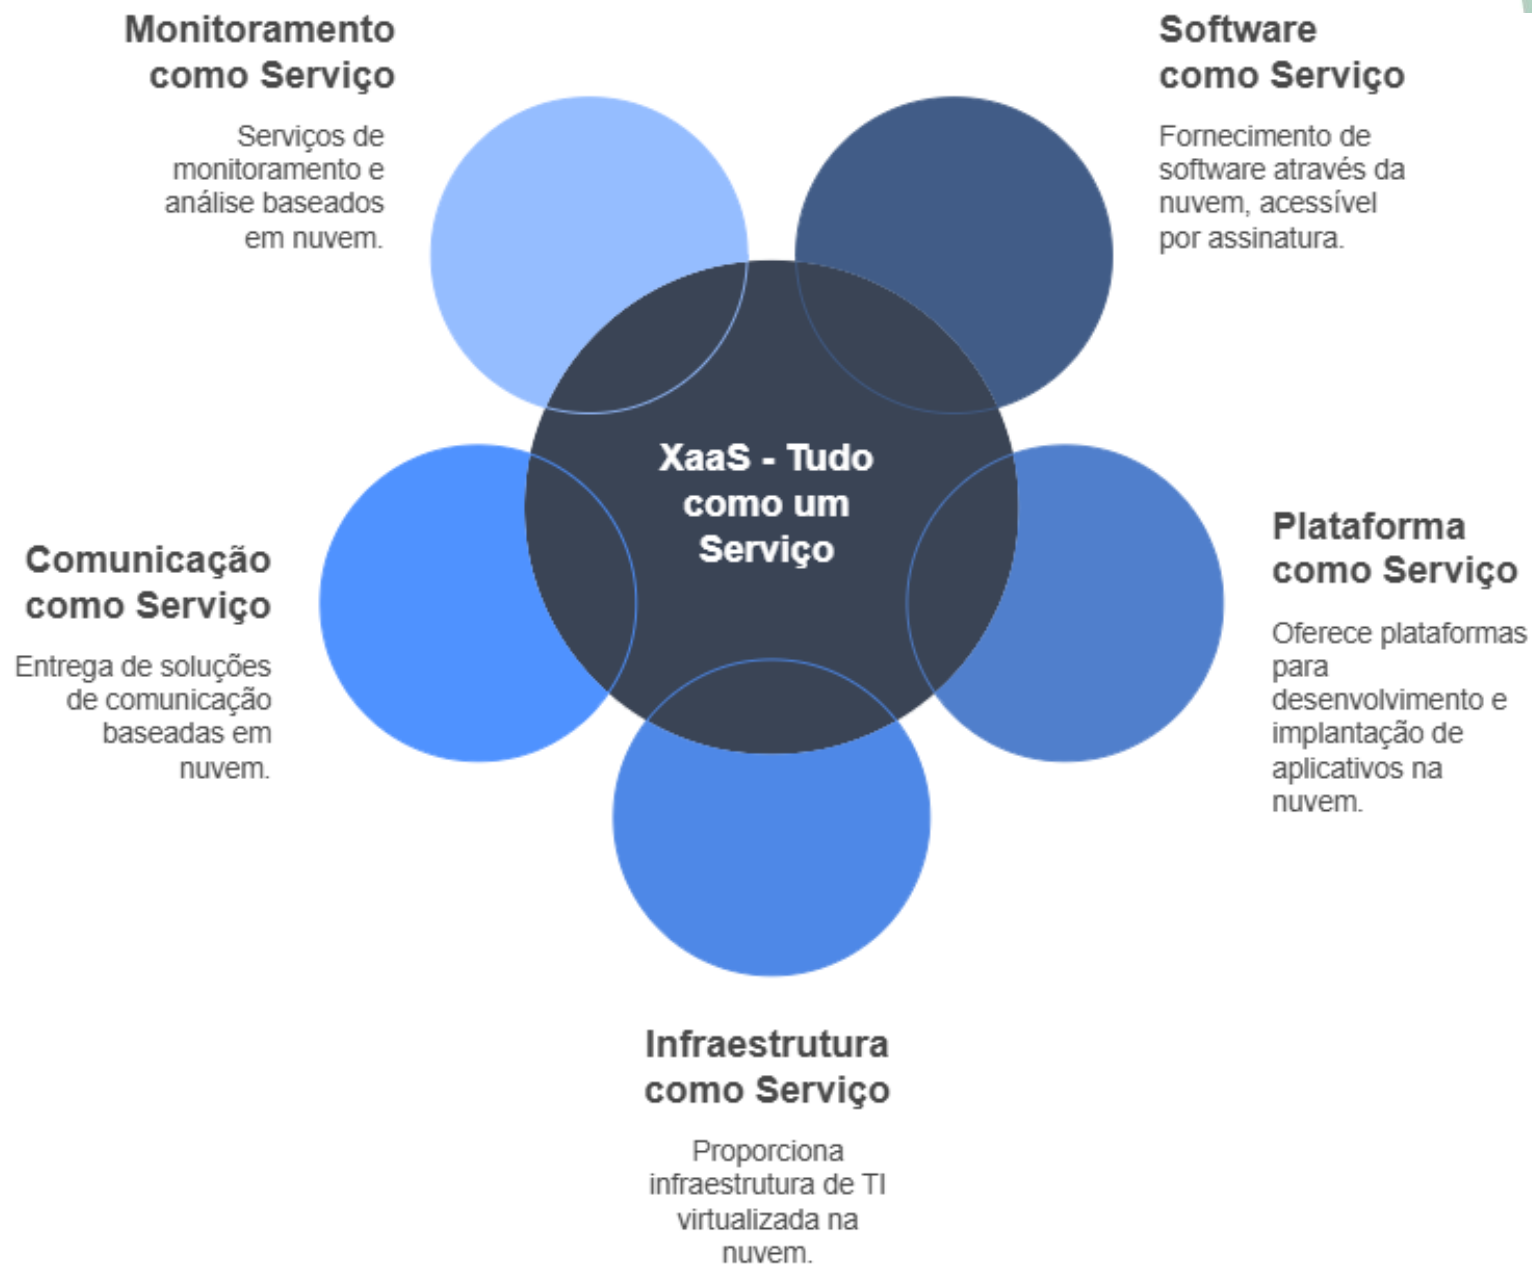 Monitoramento
como Serviço
Serviços de
monitoramento e
análise baseados
em nuvem.
Software
como Serviço
Fornecimento de
software através da
nuvem, acessível
por assinatura.
XaaS - Tudo
como um
Serviço
Comunicação
como Serviço
Entrega de soluções
de comunicação
baseadas em
nuvem.
Plataforma
como Serviço
Oferece plataformas
para
desenvolvimento e
implantação de
aplicativos na
nuvem.
Infraestrutura
como Serviço
Proporciona
infraestrutura de TI
virtualizada na
nuvem.